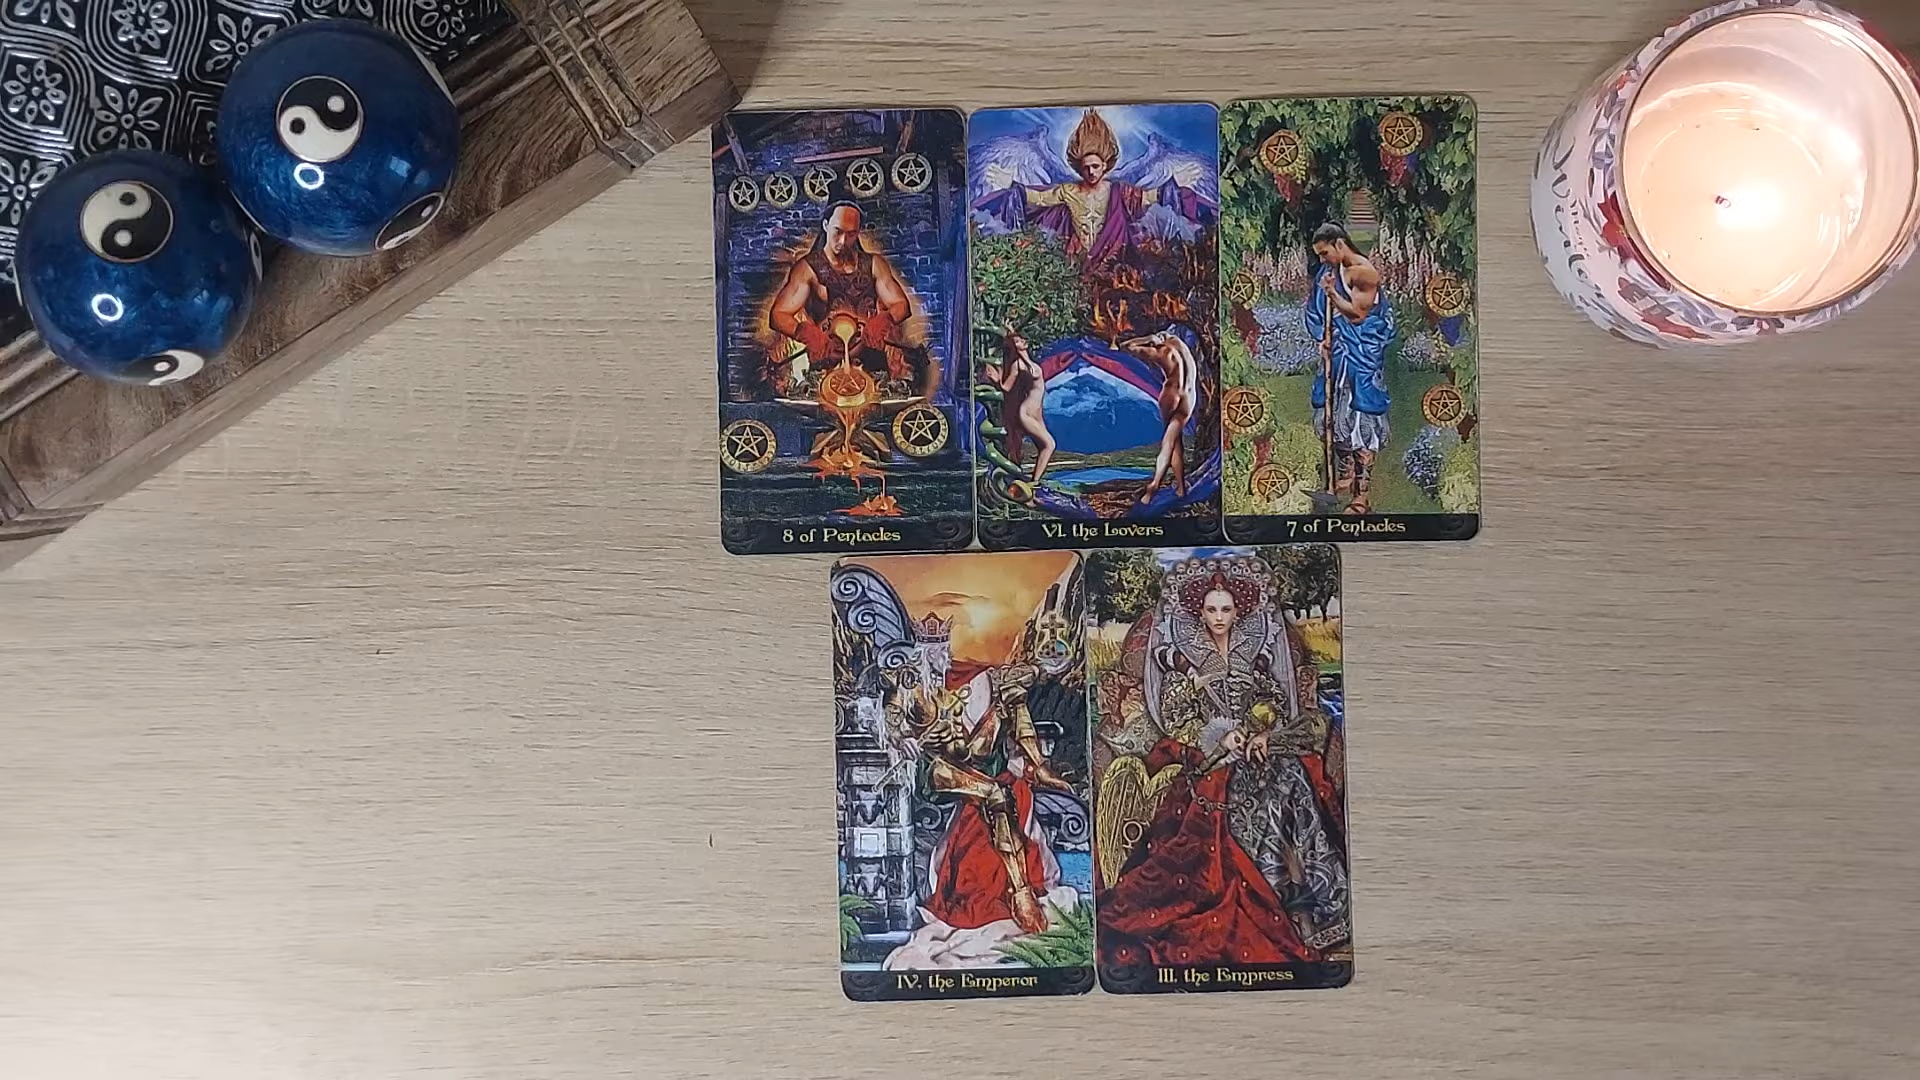 8 of Pentacles
VI. the Lovers
7 of Pentacles
IV. the Emperor
III. the Empress